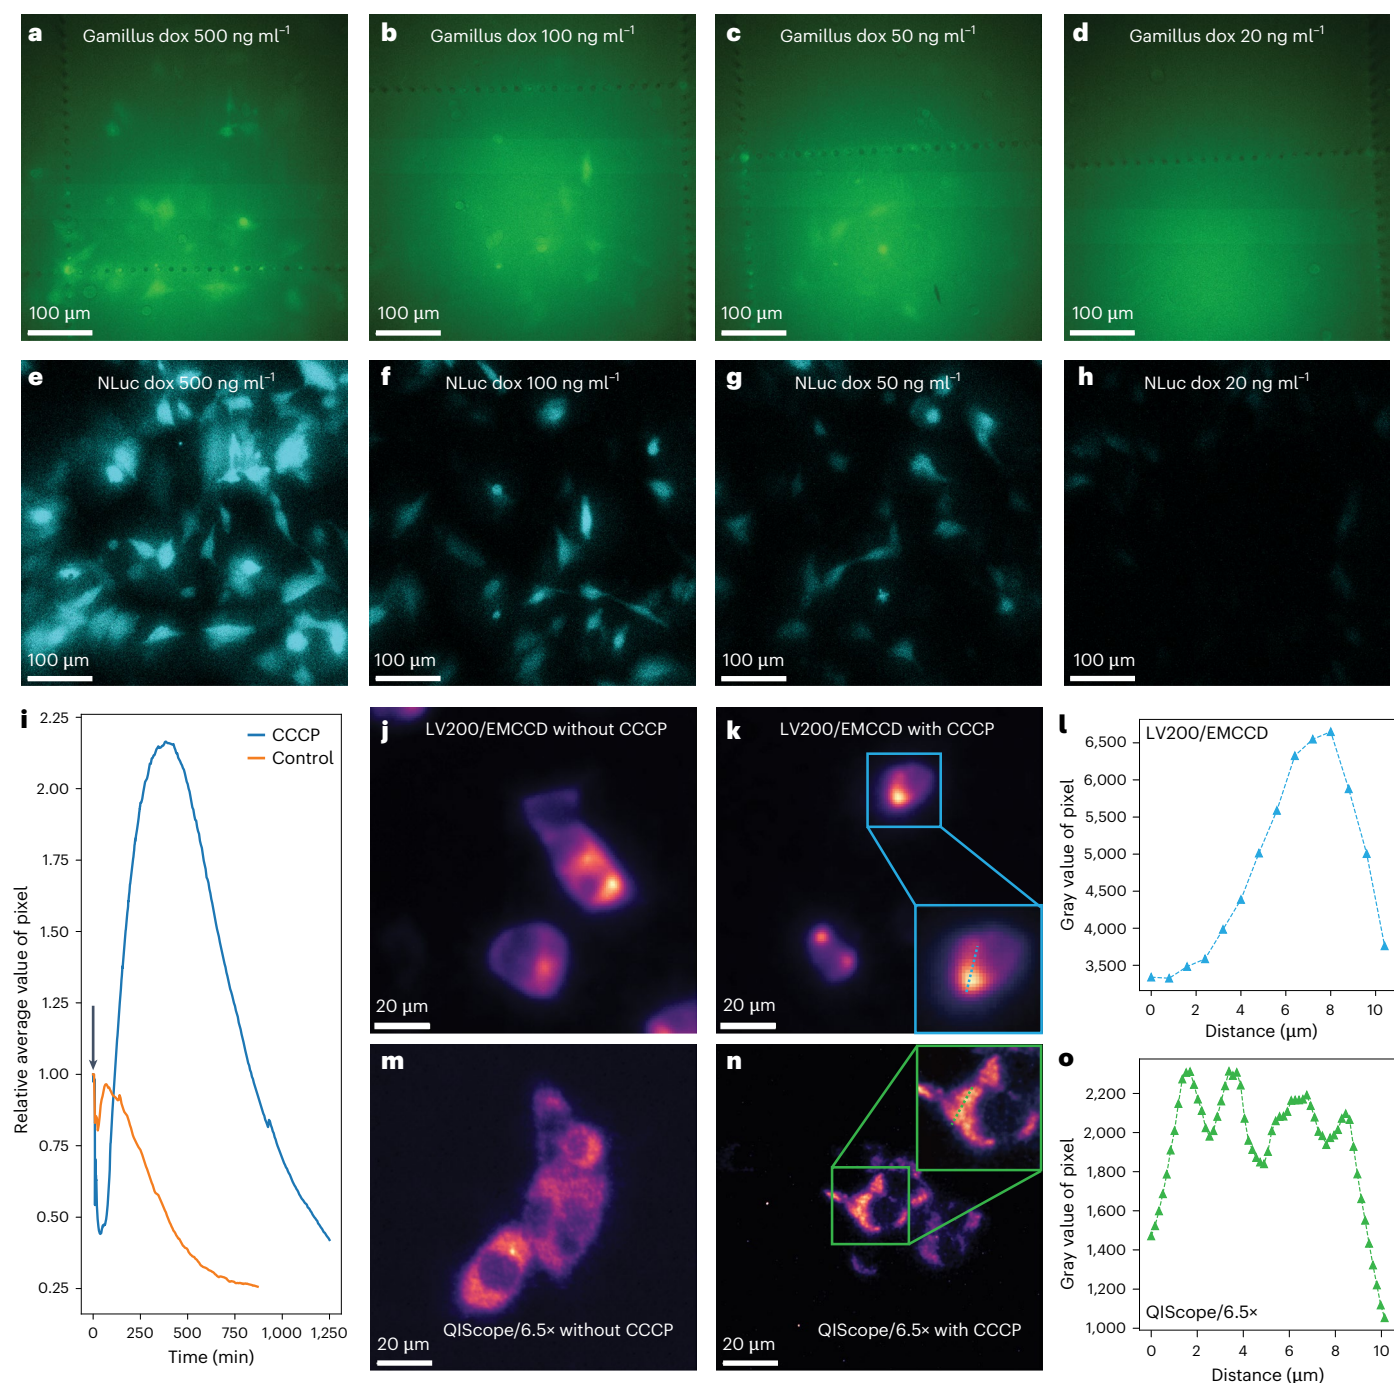 a Gamillus dox 500 ng ml⁻¹
100 µm
b Gamillus dox 100 ng ml⁻¹
100 µm
c Gamillus dox 50 ng ml⁻¹
100 µm
d Gamillus dox 20 ng ml⁻¹
100 µm
e NLuc dox 500 ng ml⁻¹
100 µm
f NLuc dox 100 ng ml⁻¹
100 µm
g NLuc dox 50 ng ml⁻¹
100 µm
h NLuc dox 20 ng ml⁻¹
100 µm
i
Relative average value of pixel
2.25
2.00
1.75
1.50
1.25
1.00
0.75
0.50
0.25
CCCP
Control
0 250 500 750 1,000 1,250
Time (min)
j LV200/EMCCD without CCCP
20 µm
k LV200/EMCCD with CCCP
20 µm
l
LV200/EMCCD
Gray value of pixel
6,500
6,000
5,500
5,000
4,500
4,000
3,500
0 2 4 6 8 10
Distance (µm)
m
QIScope/6.5× without CCCP
20 µm
n
QIScope/6.5× with CCCP
20 µm
o
Gray value of pixel
2,200
2,000
1,800
1,600
1,400
1,200
1,000
QIScope/6.5×
0 2 4 6 8 10
Distance (µm)